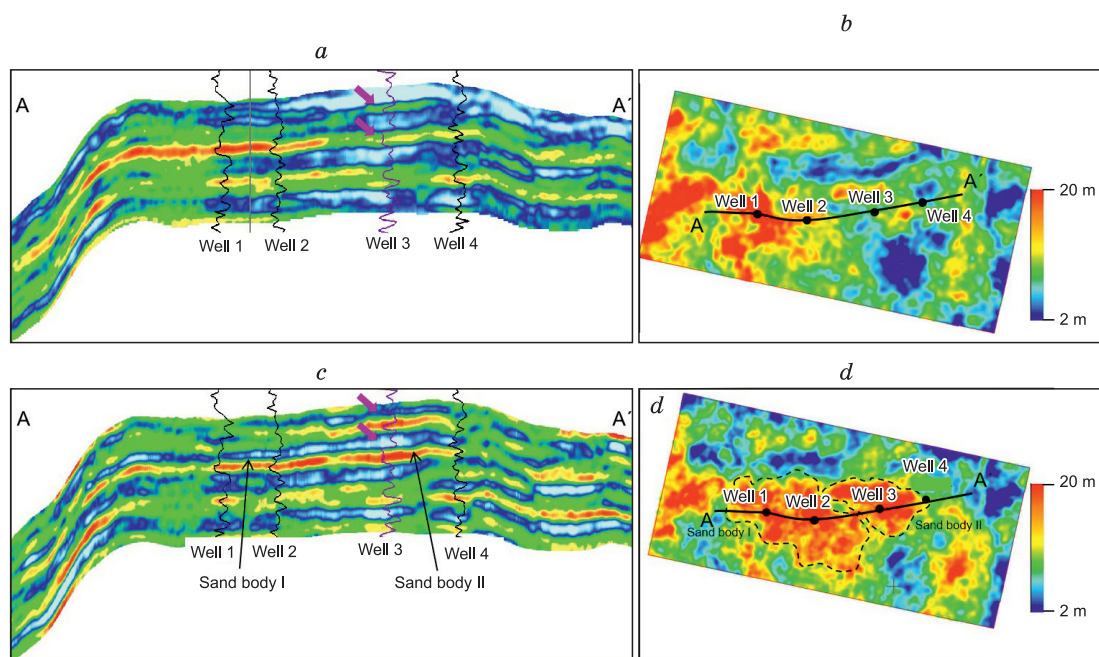 a
A
A´
Well 1
Well 2
Well 3
Well 4
b
Well 1
Well 2
Well 3
Well 4
A
A´
20 m
2 m
c
A
A´
Well 1
Well 2
Well 3
Well 4
Sand body I
Sand body II
d
d
Well 1
Well 2
Well 3
Well 4
A
A´
Sand body I
Sand body II
20 m
2 m